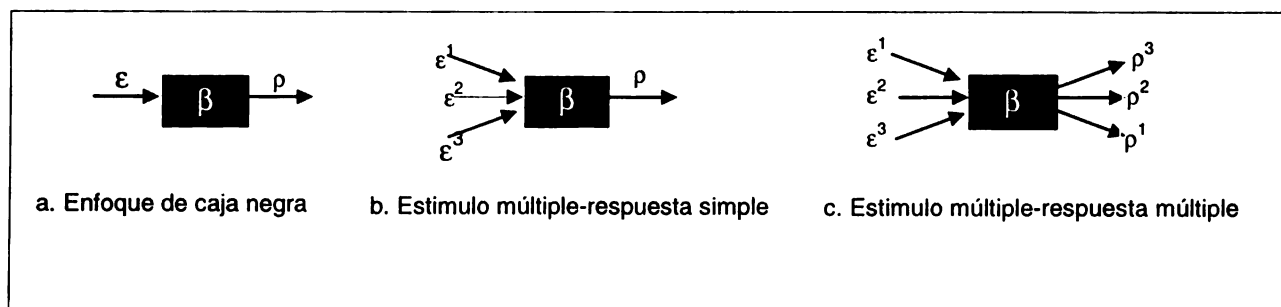 ε β ρ
ε¹ ε² ε³ β ρ
ε¹ ε² ε³ β ρ³ ρ² ρ¹
a. Enfoque de caja negra
b. Estimulo múltiple-respuesta simple
c. Estimulo múltiple-respuesta múltiple